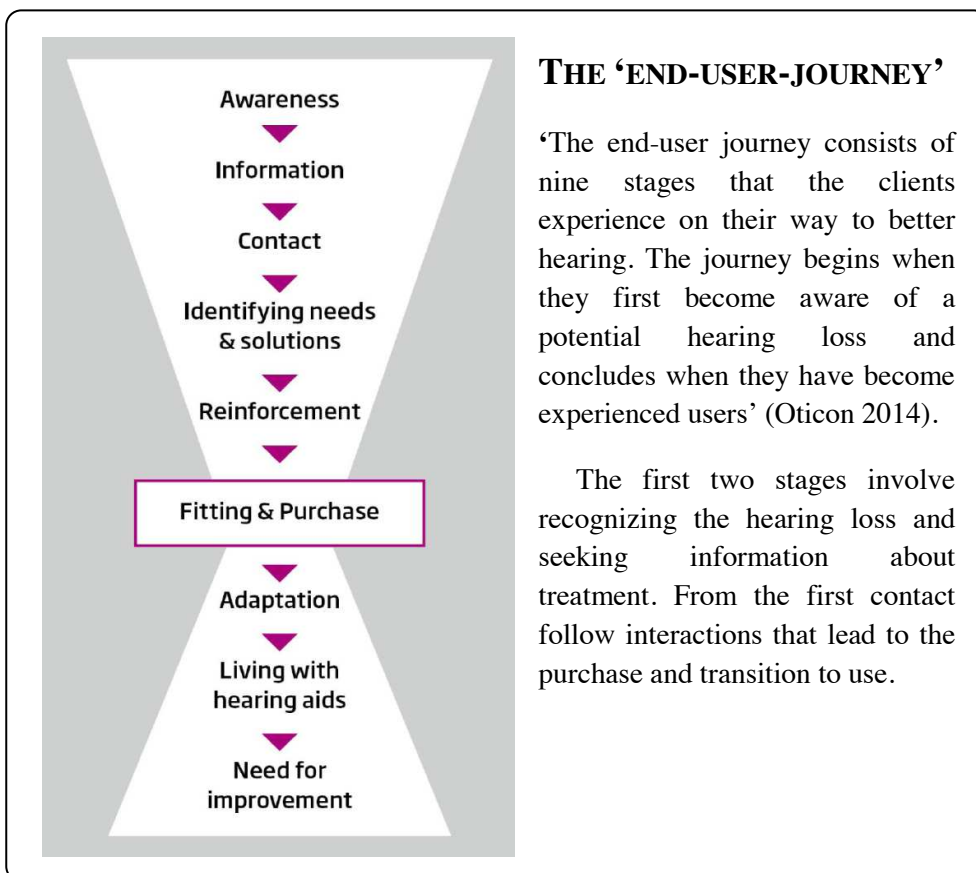 Awareness
Information
Contact
Identifying needs
& solutions
Reinforcement
Fitting & Purchase
Adaptation
Living with
hearing aids
Need for
improvement
THE ‘END-USER-JOURNEY’
‘The end-user journey consists of
nine stages that the clients
experience on their way to better
hearing. The journey begins when
they first become aware of a
potential hearing loss and
concludes when they have become
experienced users’ (Oticon 2014).
The first two stages involve
recognizing the hearing loss and
seeking information about
treatment. From the first contact
follow interactions that lead to the
purchase and transition to use.